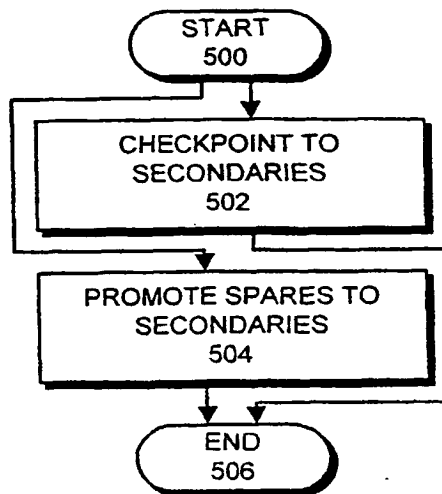 START
500
CHECKPOINT TO
SECONDARIES
502
PROMOTE SPARES TO
SECONDARIES
504
END
506